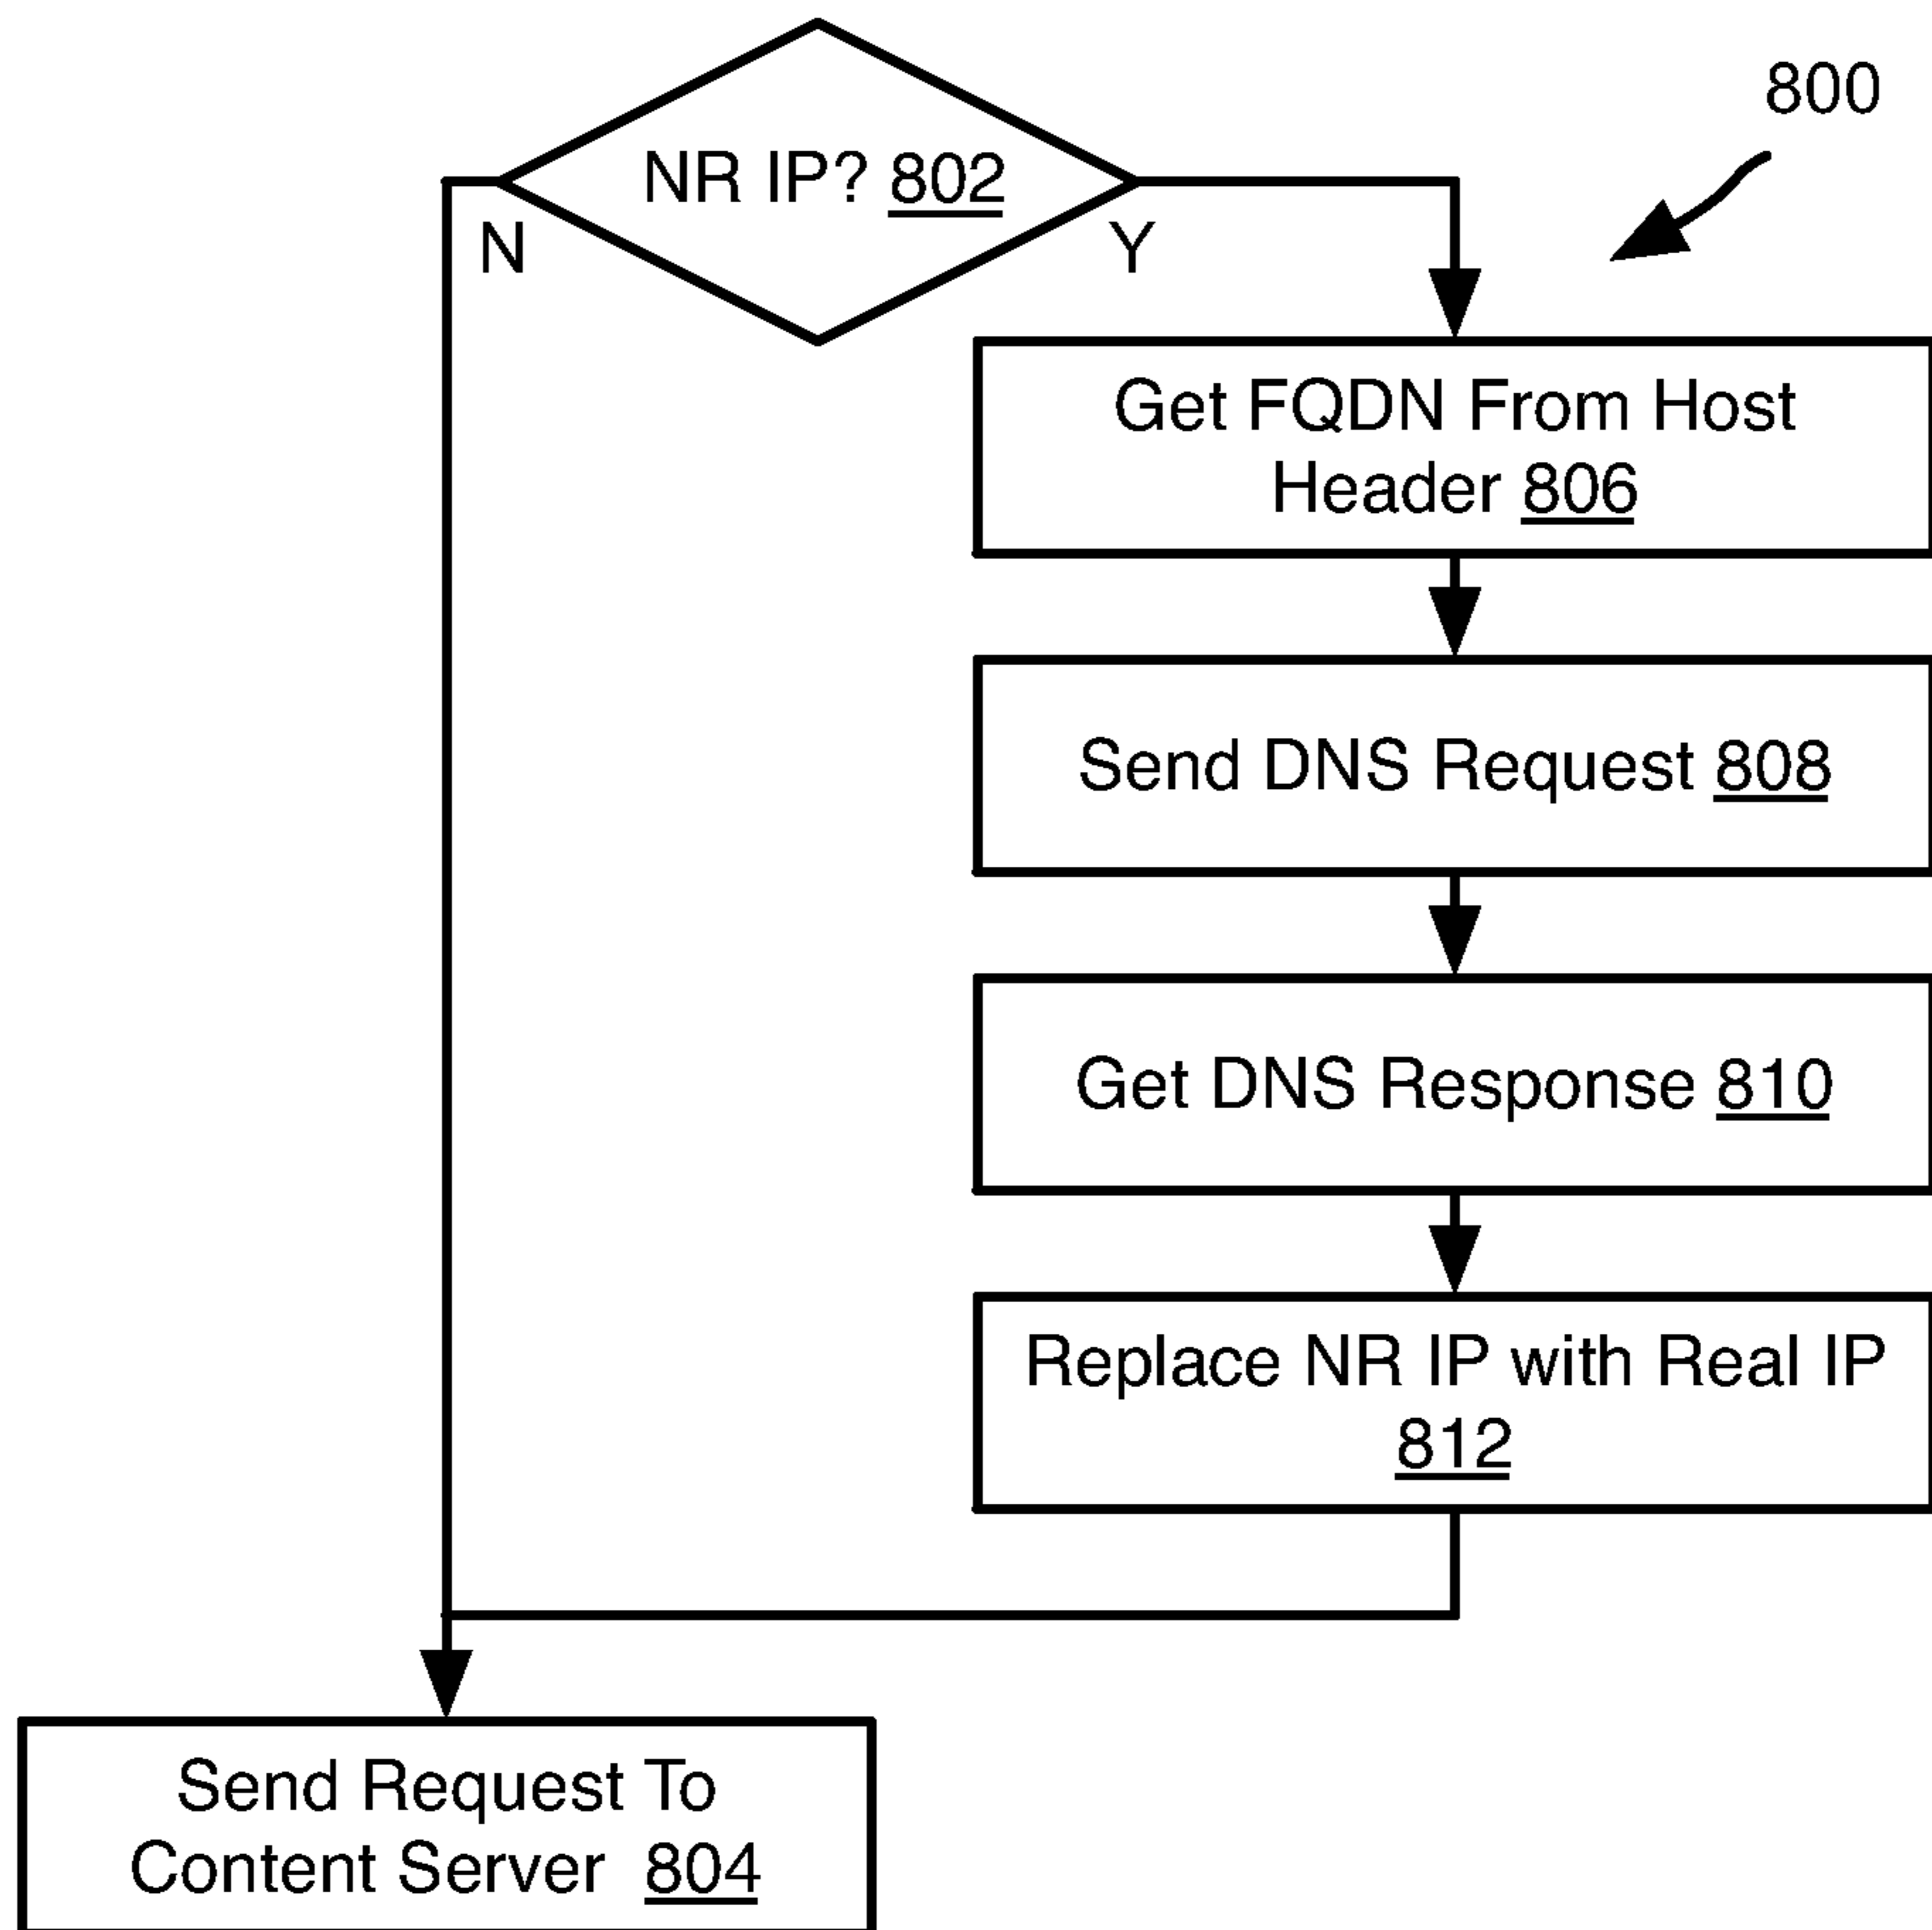 800
NR IP? 802
N
Y
Get FQDN From Host
Header 806
Send DNS Request 808
Get DNS Response 810
Replace NR IP with Real IP
812
Send Request To
Content Server 804